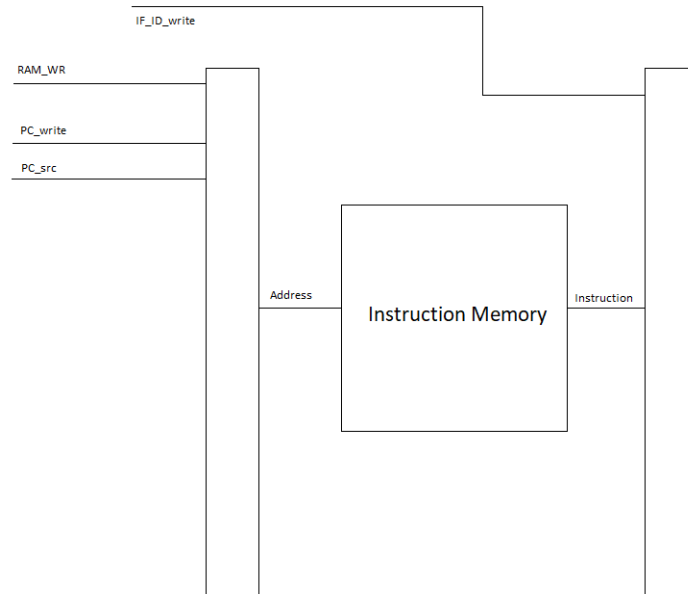 IF_ID_write
RAM_WR
PC_write
PC_src
Address
Instruction Memory
Instruction